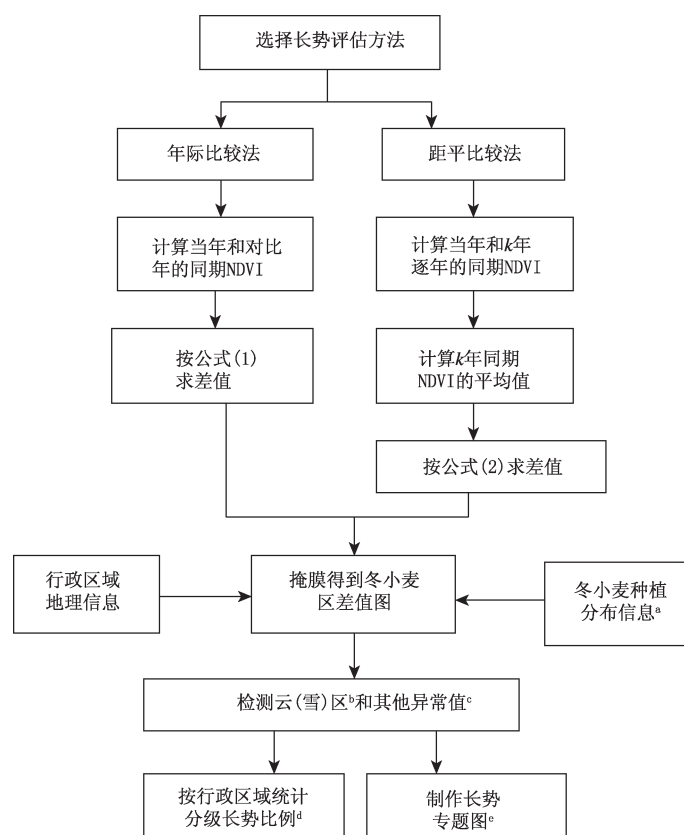 选择长势评估方法
年际比较法
距平比较法
计算当年和对比
年的同期NDVI
计算当年和k年
逐年的同期NDVI
按公式(1)
求差值
计算k年同期
NDVI的平均值
按公式(2)求差值
行政区域
地理信息
掩膜得到冬小麦
区差值图
冬小麦种植
分布信息ᵃ
检测云(雪)区ᵇ和其他异常值ᶜ
按行政区域统计
分级长势比例ᵈ
制作长势
专题图ᵉ